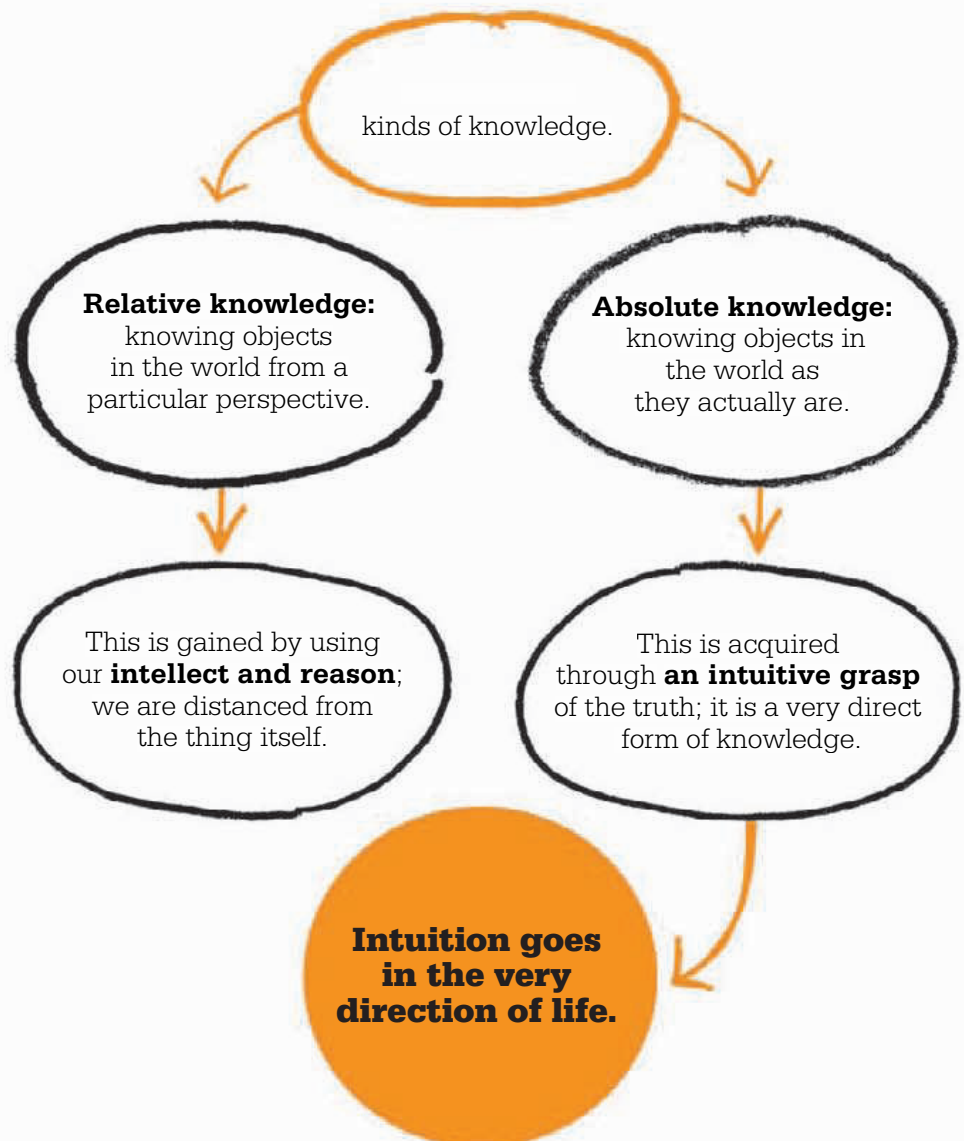 kinds of knowledge.
Relative knowledge:
knowing objects
in the world from a
particular perspective.
Absolute knowledge:
knowing objects in
the world as
they actually are.
This is gained by using
our intellect and reason;
we are distanced from
the thing itself.
This is acquired
through an intuitive grasp
of the truth; it is a very direct
form of knowledge.
Intuition goes
in the very
direction of life.